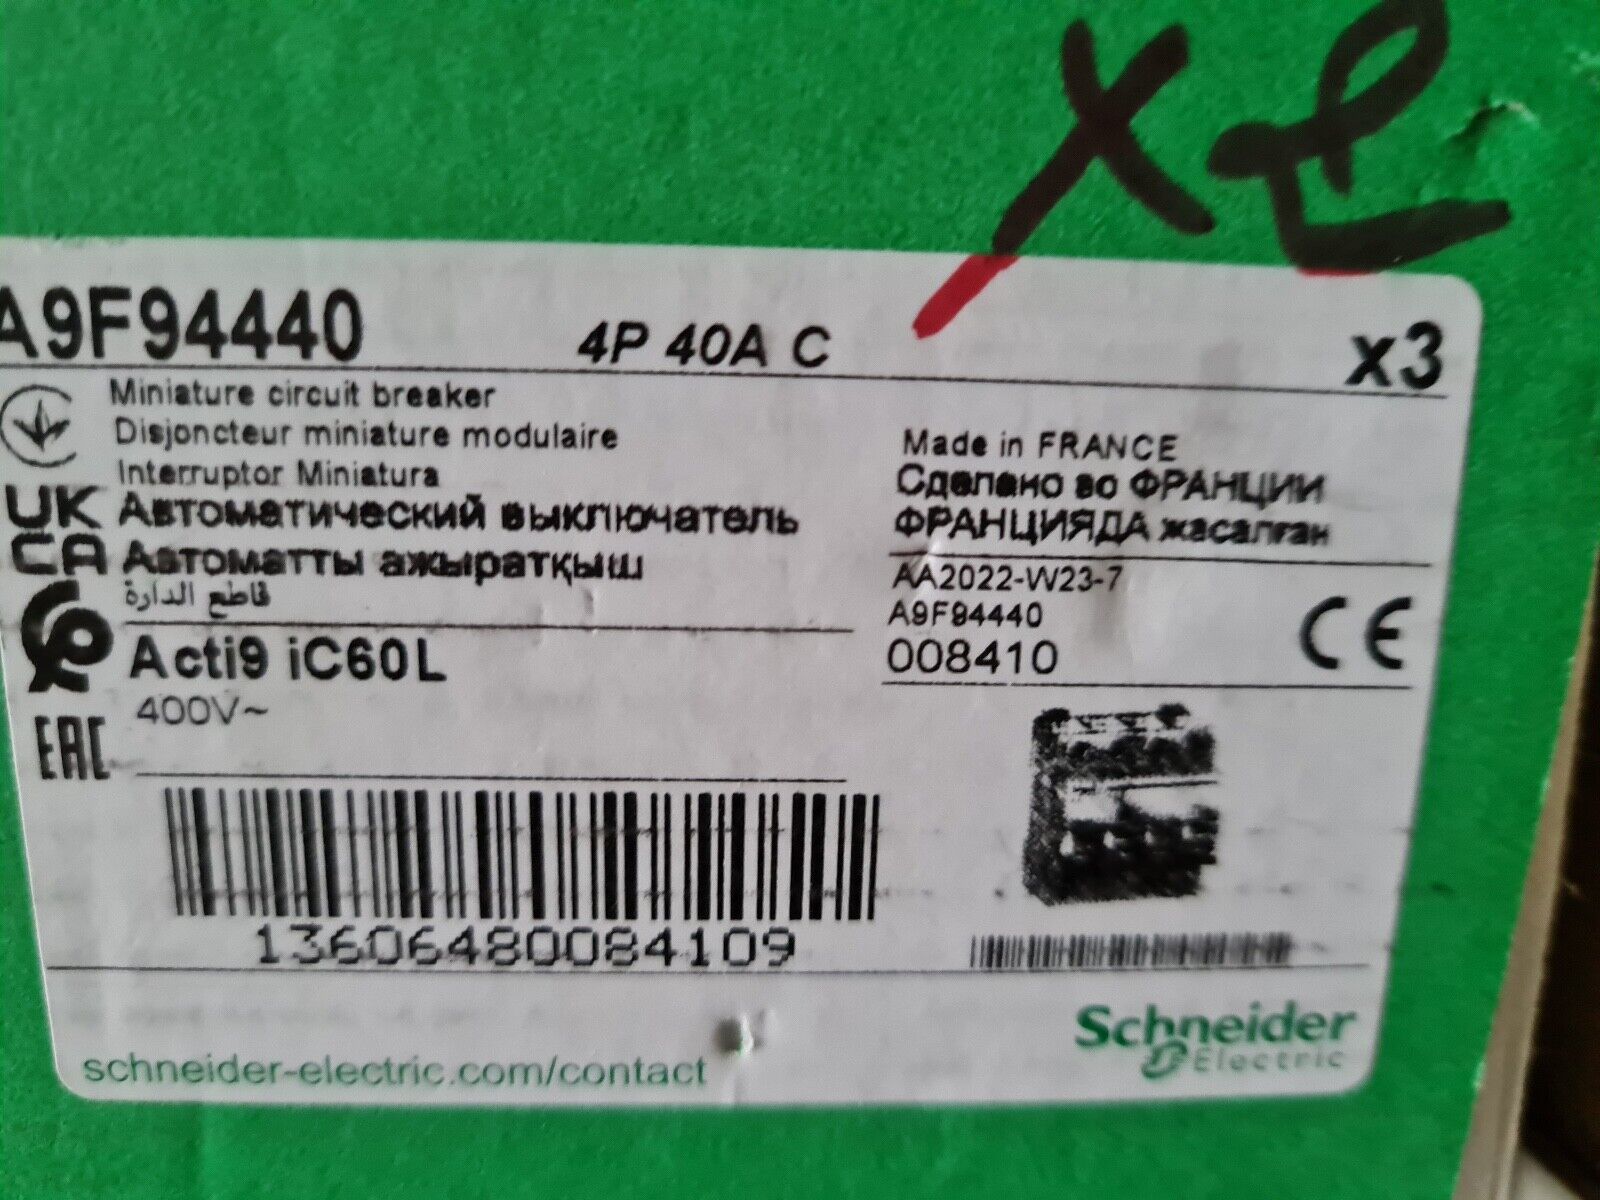 X2
A9F94440 4P 40A C x3
Miniature circuit breaker
Disjoncteur miniature modulaire
Interruptor Miniatura
Автоматический выключатель
Автоматты ажыратқыш
قاطع الدارة
Made in FRANCE
Сделано во ФРАНЦИИ
ФРАНЦИЯДА жасалған
UK
CA
EAC
Acti9 iC60L
400V~
AA2022-W23-7
A9F94440
008410
CE
13606480084109
schneider-electric.com/contact
Schneider
Electric